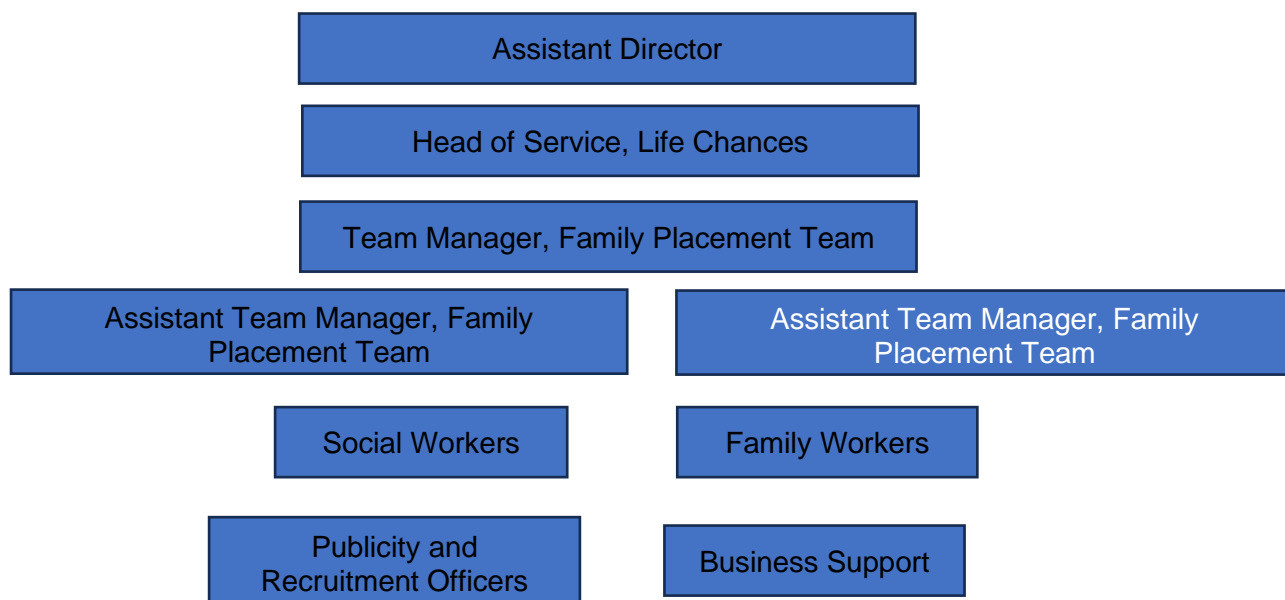 Assistant Director
Head of Service, Life Chances
Team Manager, Family Placement Team
Assistant Team Manager, Family
Placement Team
Assistant Team Manager, Family
Placement Team
Social Workers
Family Workers
Publicity and
Recruitment Officers
Business Support